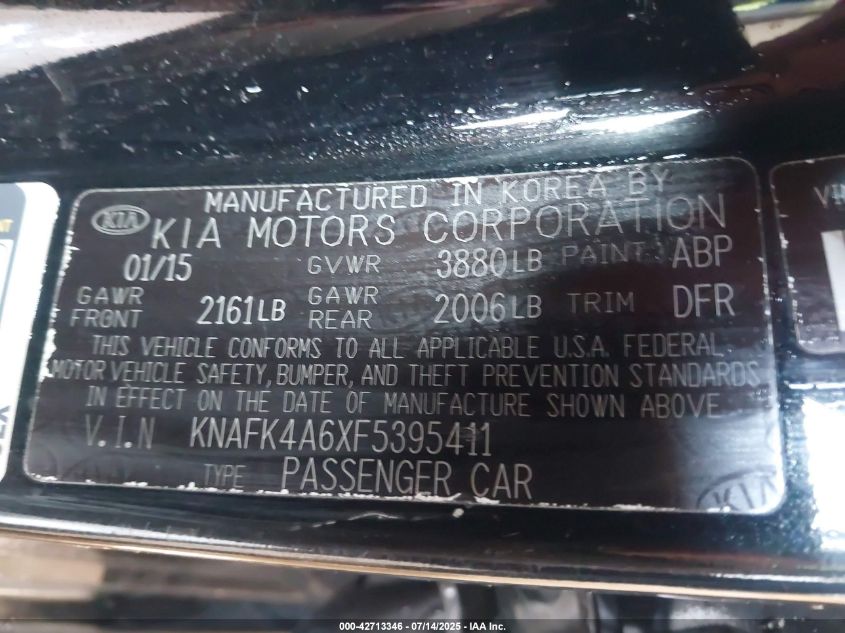 MANUFACTURED IN KOREA BY
KIA KIA MOTORS CORPORATION
01/15 GVWR 3880LB PAINT ABP
GAWR FRONT 2161LB GAWR REAR 2006LB TRIM DFR
THIS VEHICLE CONFORMS TO ALL APPLICABLE U.S.A. FEDERAL
MOTOR VEHICLE SAFETY, BUMPER, AND THEFT PREVENTION STANDARDS
IN EFFECT ON THE DATE OF MANUFACTURE SHOWN ABOVE
V.I.N KNAFK4A6XF5395411
TYPE PASSENGER CAR
KIA
000-42713346 - 07/14/2025 - IAA Inc.